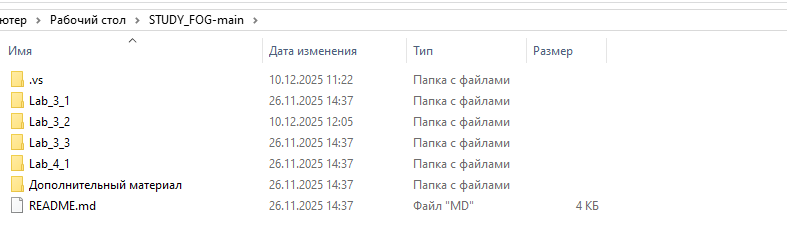 ютер > Рабочий стол > STUDY_FOG-main >
Имя Дата изменения Тип Размер
.vs 10.12.2025 11:22 Папка с файлами
Lab_3_1 26.11.2025 14:37 Папка с файлами
Lab_3_2 10.12.2025 12:05 Папка с файлами
Lab_3_3 26.11.2025 14:37 Папка с файлами
Lab_4_1 26.11.2025 14:37 Папка с файлами
Дополнительный материал 26.11.2025 14:37 Папка с файлами
README.md 26.11.2025 14:37 Файл "MD" 4 КБ